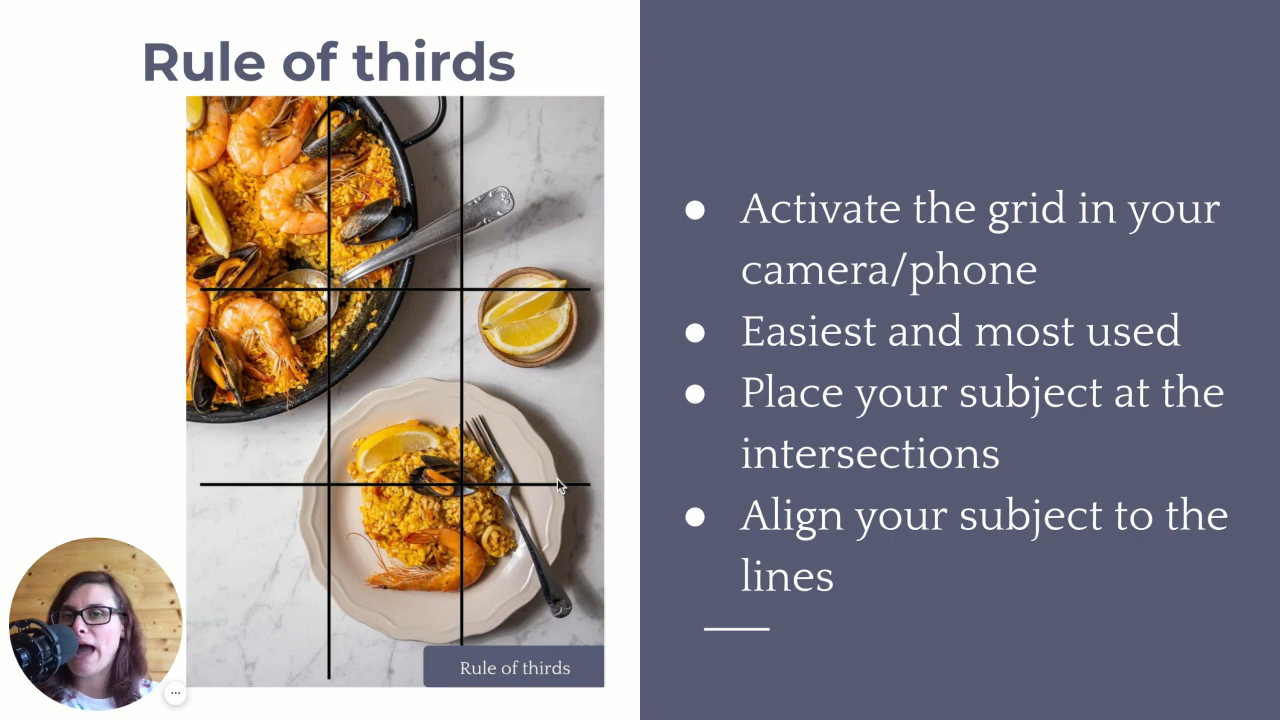 Rule of thirds
Rule of thirds
● Activate the grid in your
camera/phone
● Easiest and most used
● Place your subject at the
intersections
● Align your subject to the
lines